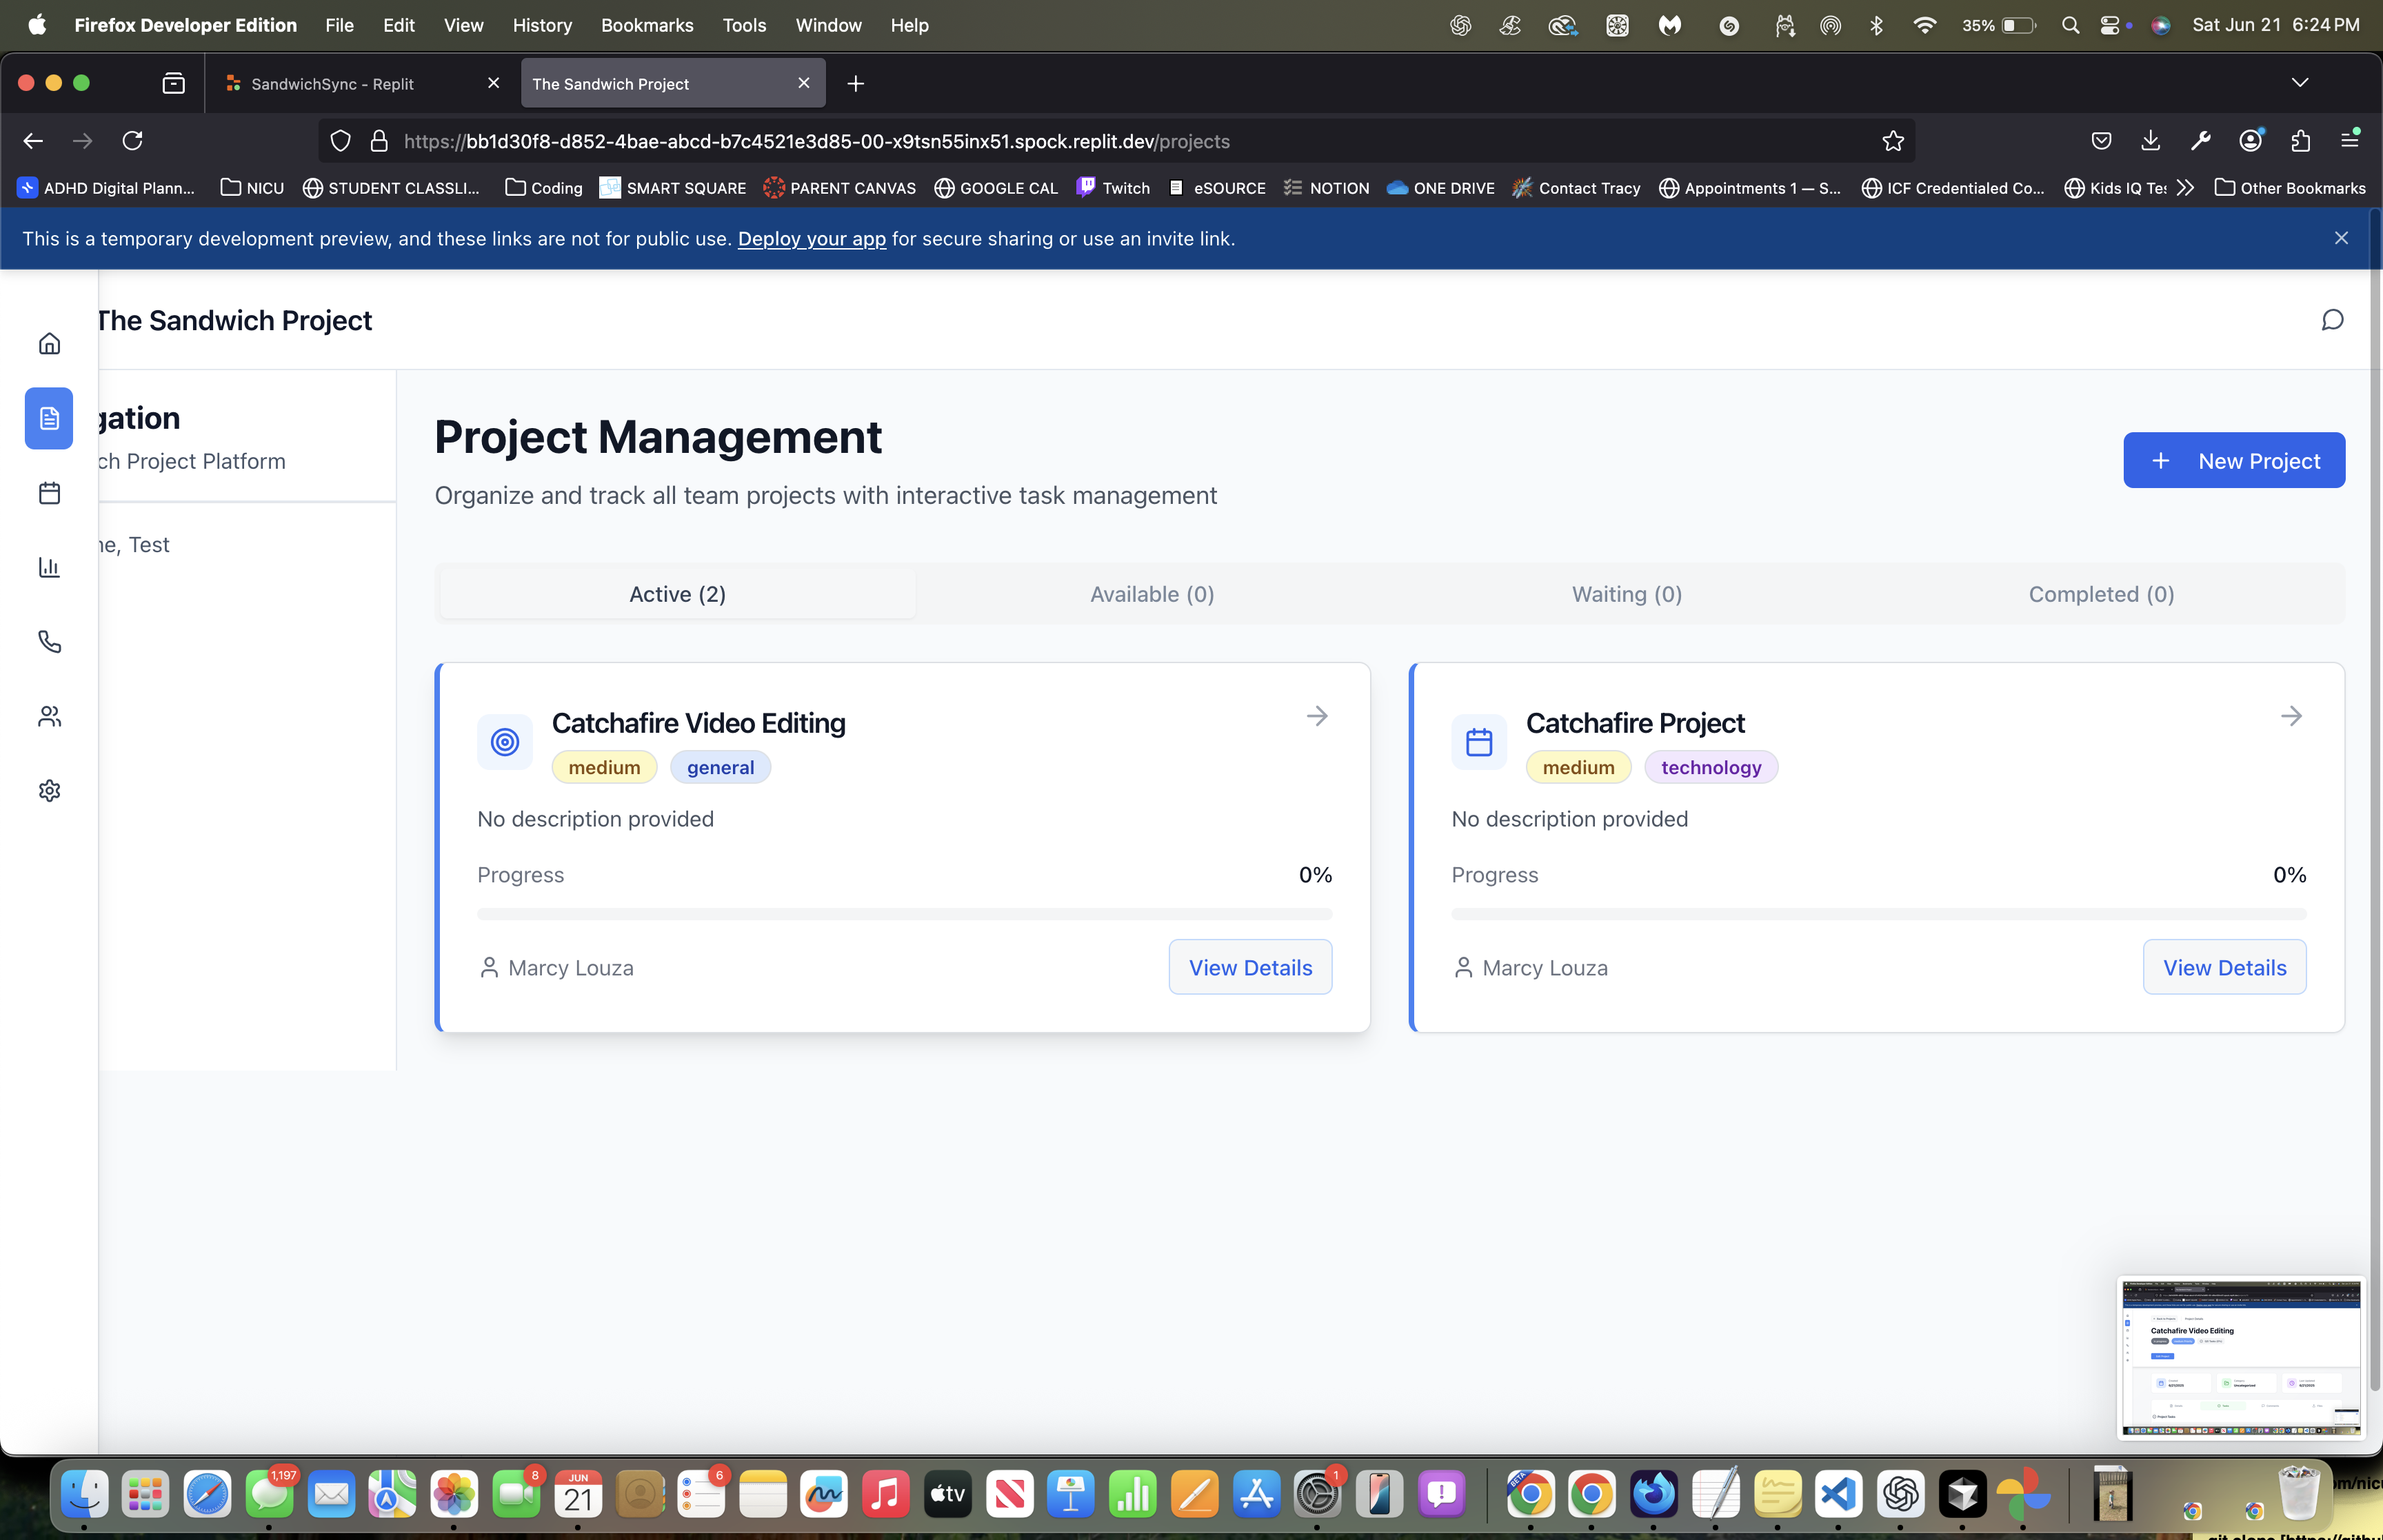 Firefox Developer Edition File Edit View History Bookmarks Tools Window Help 35% Sat Jun 21 6:24 PM
SandwichSync - Replit The Sandwich Project
https://bb1d30f8-d852-4bae-abcd-b7c4521e3d85-00-x9tsn55inx51.spock.replit.dev/projects
ADHD Digital Plann... NICU STUDENT CLASSLI... Coding SMART SQUARE PARENT CANVAS GOOGLE CAL Twitch eSOURCE NOTION ONE DRIVE Contact Tracy Appointments 1 — S... ICF Credentialed Co... Kids IQ Tes Other Bookmarks
This is a temporary development preview, and these links are not for public use. Deploy your app for secure sharing or use an invite link.
The Sandwich Project
gation
ch Project Platform
ne, Test
Project Management
Organize and track all team projects with interactive task management
+ New Project
Active (2) Available (0) Waiting (0) Completed (0)
Catchafire Video Editing
medium general
No description provided
Progress 0%
Marcy Louza View Details
Catchafire Project
medium technology
No description provided
Progress 0%
Marcy Louza View Details
Catchafire Video Editing
1,197 8 JUN 21 6 tv 1 BETA